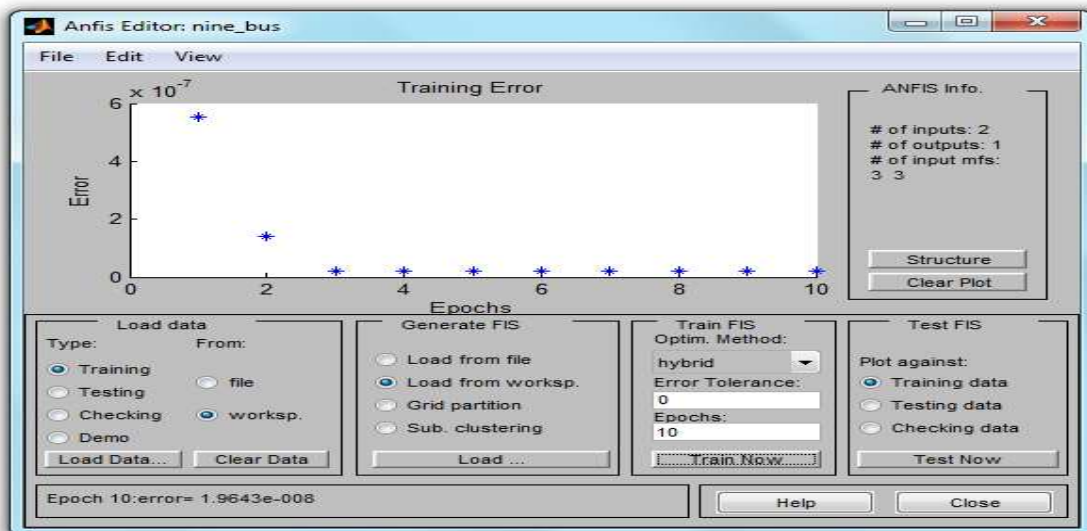 Anfis Editor: nine_bus
File Edit View
x 10^-7
Training Error
6
4
2
0
Error
0 2 4 6 8 10
Epochs
ANFIS Info.
# of inputs: 2
# of outputs: 1
# of input mfs:
3 3
Structure
Clear Plot
Load data
Type: From:
Training
Testing
Checking
Demo
file
worksp.
Load Data... Clear Data
Generate FIS
Load from file
Load from worksp.
Grid partition
Sub. clustering
Load ...
Train FIS
Optim. Method:
hybrid
Error Tolerance:
0
Epochs:
10
Train Now
Test FIS
Plot against:
Training data
Testing data
Checking data
Test Now
Epoch 10:error= 1.9643e-008
Help Close